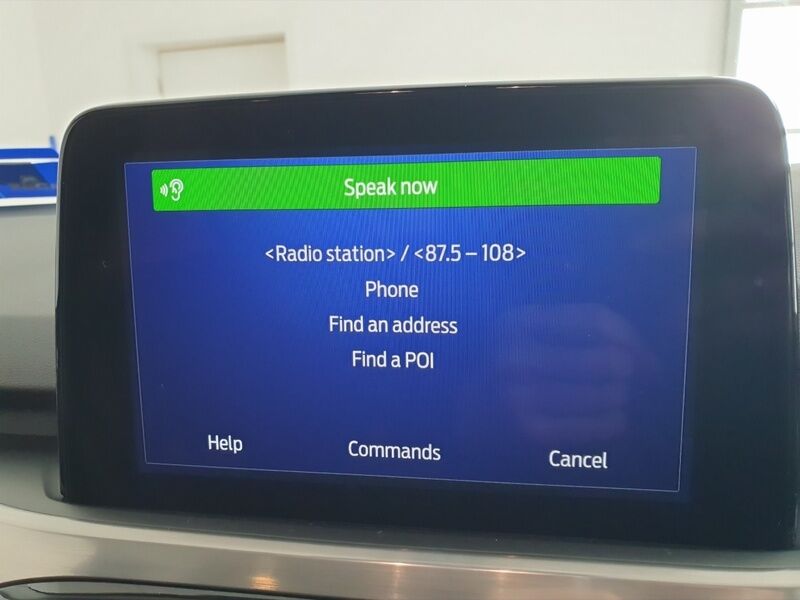 Speak now
<Radio station> / <87.5 – 108>
Phone
Find an address
Find a POI
Help
Commands
Cancel